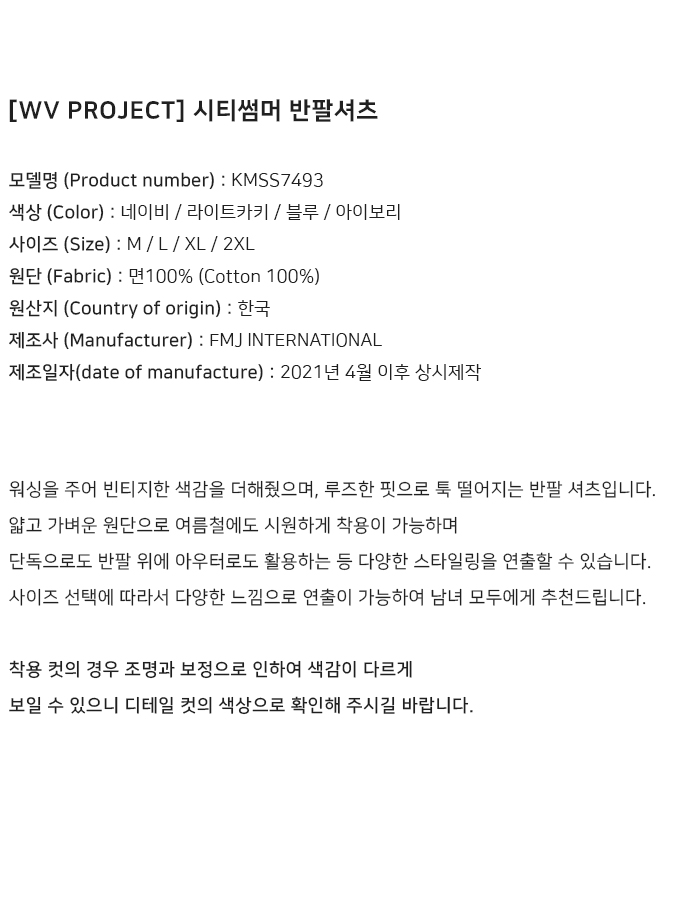 [WV PROJECT] 시티썸머 반팔셔츠
모델명 (Product number) : KMSS7493
색상 (Color) : 네이비 / 라이트카키 / 블루 / 아이보리
사이즈 (Size) : M / L / XL / 2XL
원단 (Fabric) : 면100% (Cotton 100%)
원산지 (Country of origin) : 한국
제조사 (Manufacturer) : FMJ INTERNATIONAL
제조일자(date of manufacture) : 2021년 4월 이후 상시제작
워싱을 주어 빈티지한 색감을 더해줬으며, 루즈한 핏으로 툭 떨어지는 반팔 셔츠입니다.
얇고 가벼운 원단으로 여름철에도 시원하게 착용이 가능하며
단독으로도 반팔 위에 아우터로도 활용하는 등 다양한 스타일링을 연출할 수 있습니다.
사이즈 선택에 따라서 다양한 느낌으로 연출이 가능하여 남녀 모두에게 추천드립니다.
착용 컷의 경우 조명과 보정으로 인하여 색감이 다르게
보일 수 있으니 디테일 컷의 색상으로 확인해 주시길 바랍니다.